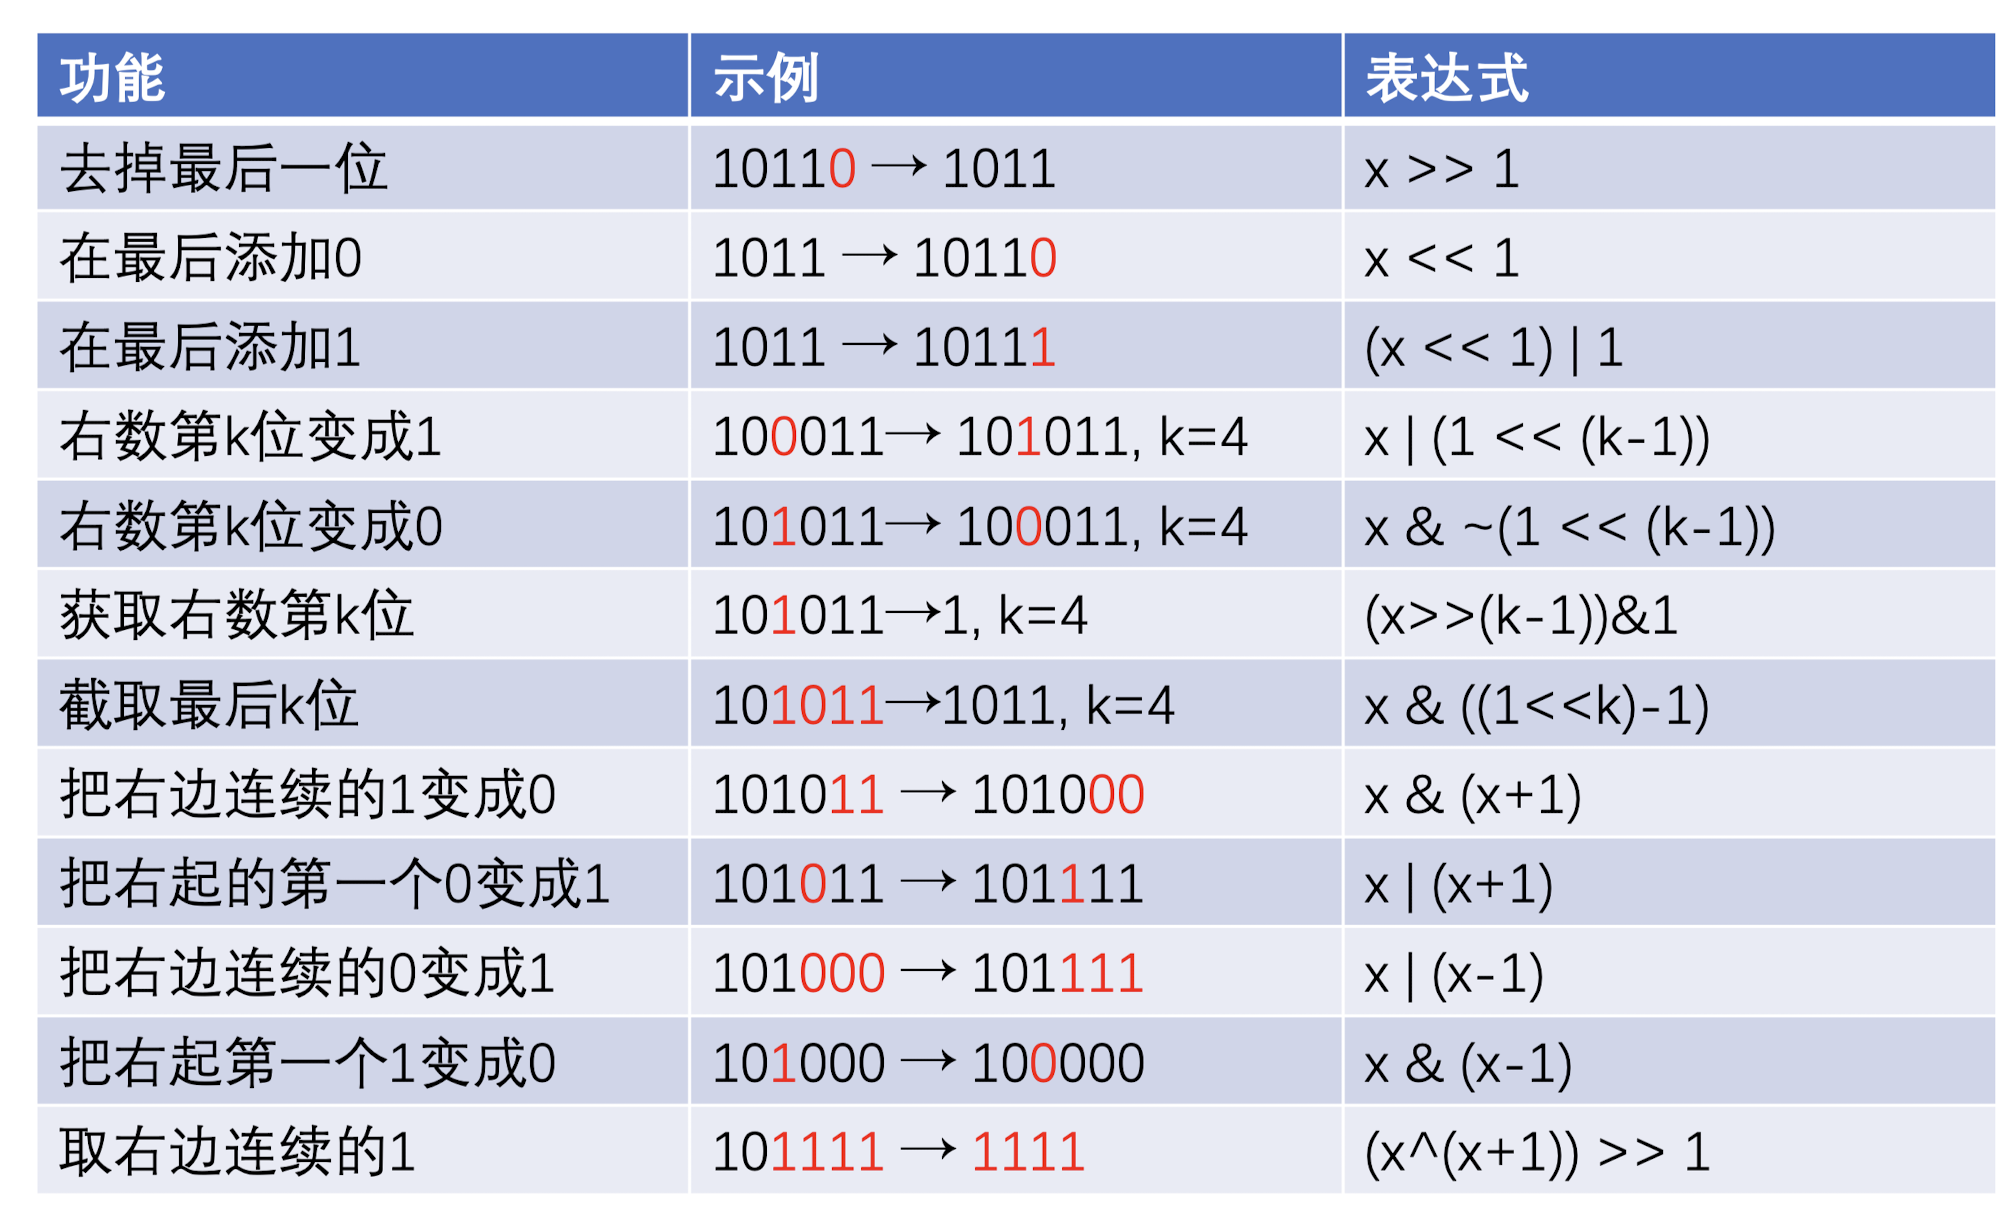 功能 示例 表达式
去掉最后一位 10110 → 1011 x >> 1
在最后添加0 1011 → 10110 x << 1
在最后添加1 1011 → 10111 (x << 1) | 1
右数第k位变成1 100011→ 101011, k=4 x | (1 << (k-1))
右数第k位变成0 101011→ 100011, k=4 x & ~(1 << (k-1))
获取右数第k位 101011→1, k=4 (x>>(k-1))&1
截取最后k位 101011→1011, k=4 x & ((1<<k)-1)
把右边连续的1变成0 101011 → 101000 x & (x+1)
把右起的第一个0变成1 101011 → 101111 x | (x+1)
把右边连续的0变成1 101000 → 101111 x | (x-1)
把右起第一个1变成0 101000 → 100000 x & (x-1)
取右边连续的1 101111 → 1111 (x^(x+1)) >> 1